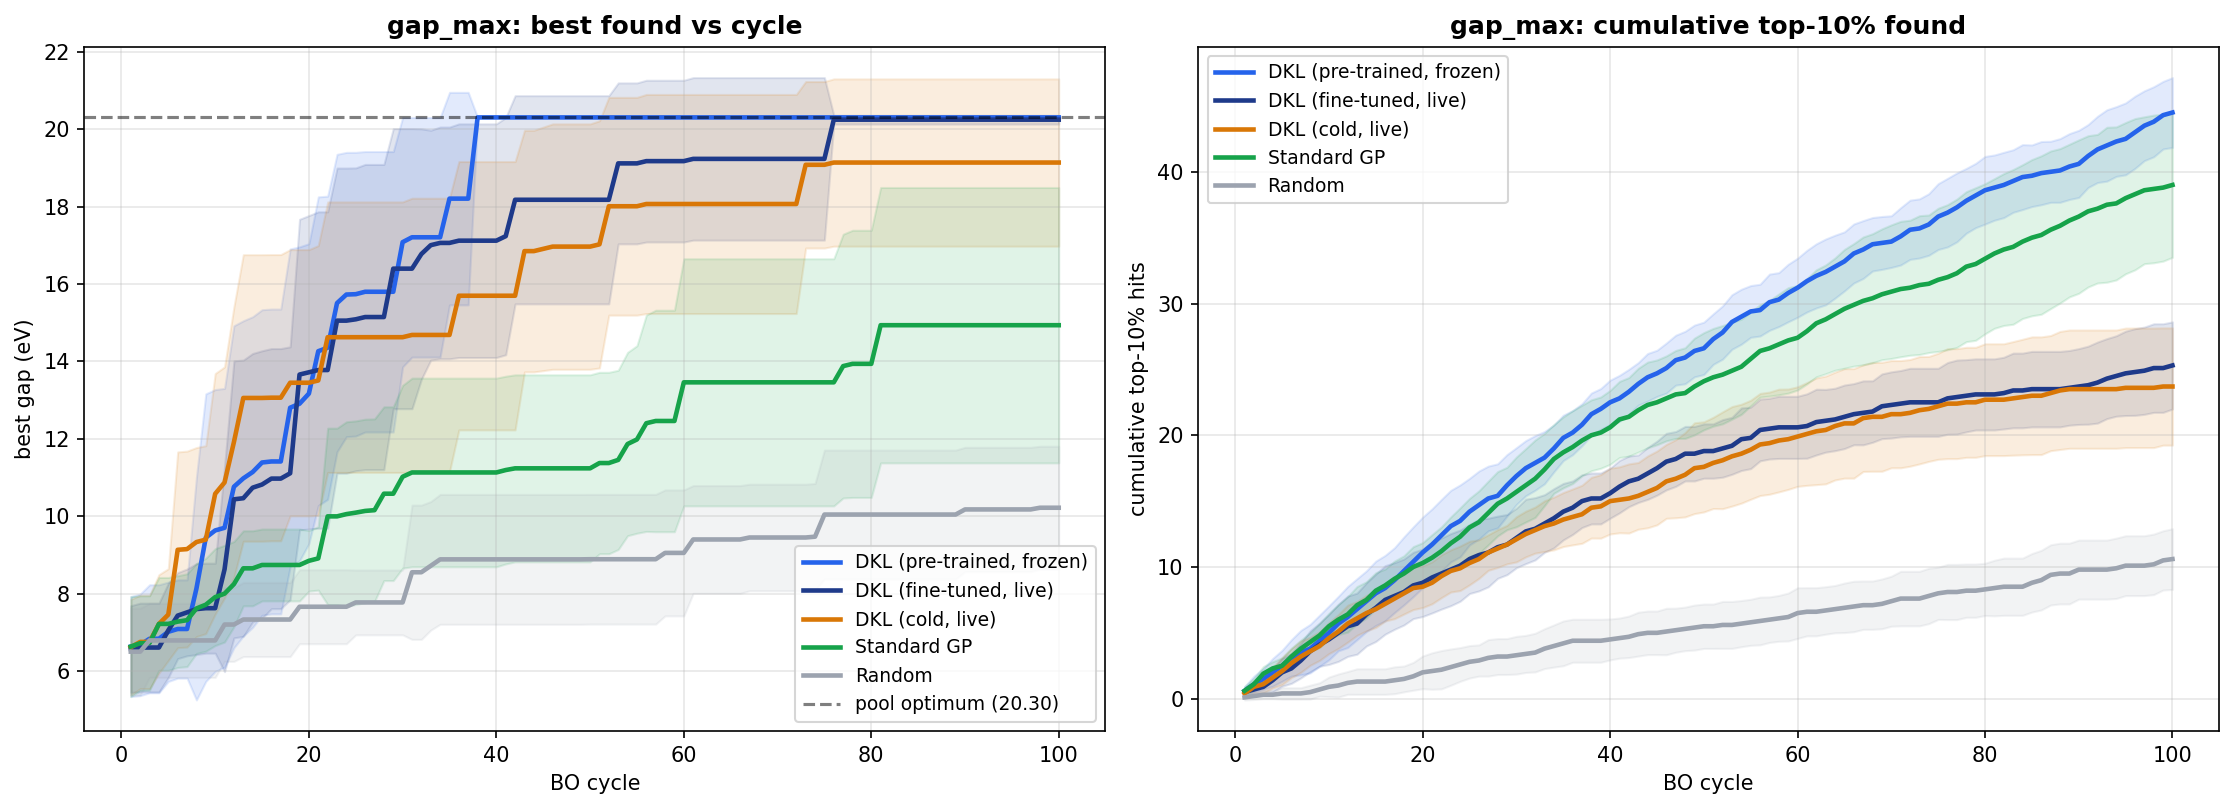 gap_max: best found vs cycle
best gap (eV)
22
20
18
16
14
12
10
8
6
0
20
40
60
80
100
BO cycle
DKL (pre-trained, frozen)
DKL (fine-tuned, live)
DKL (cold, live)
Standard GP
Random
pool optimum (20.30)
gap_max: cumulative top-10% found
cumulative top-10% hits
40
30
20
10
0
0
20
40
60
80
100
BO cycle
DKL (pre-trained, frozen)
DKL (fine-tuned, live)
DKL (cold, live)
Standard GP
Random